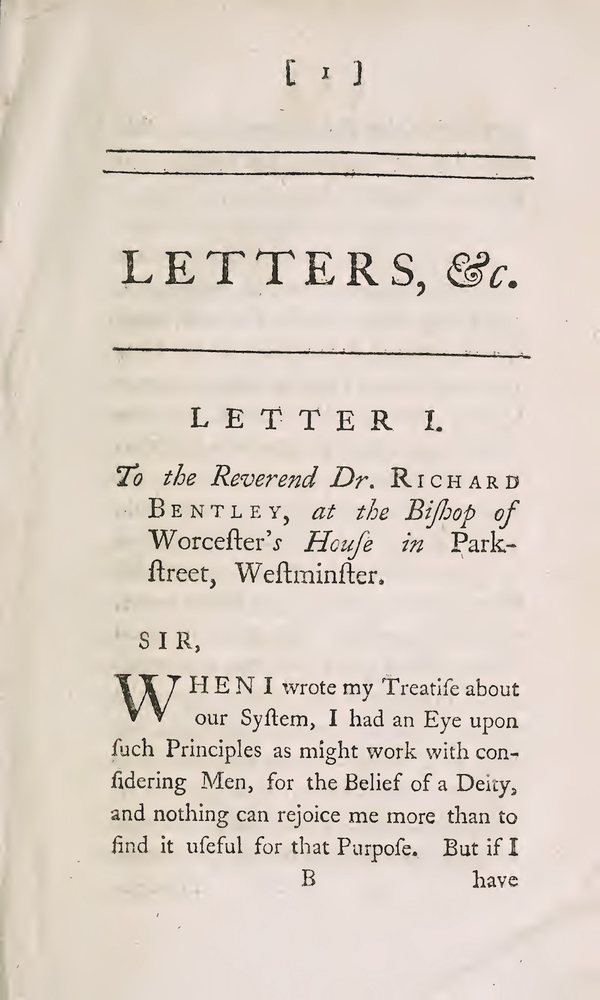 [ 1 ]
LETTERS, &c.
LETTER I.
To the Reverend Dr. RICHARD
BENTLEY, at the Biſhop of
Worceſter's Houſe in Park-
ſtreet, Weſtminſter.
SIR,
WHEN I wrote my Treatiſe about
our Syſtem, I had an Eye upon
ſuch Principles as might work with con-
ſidering Men, for the Belief of a Deity,
and nothing can rejoice me more than to
find it uſeful for that Purpoſe. But if I
B have